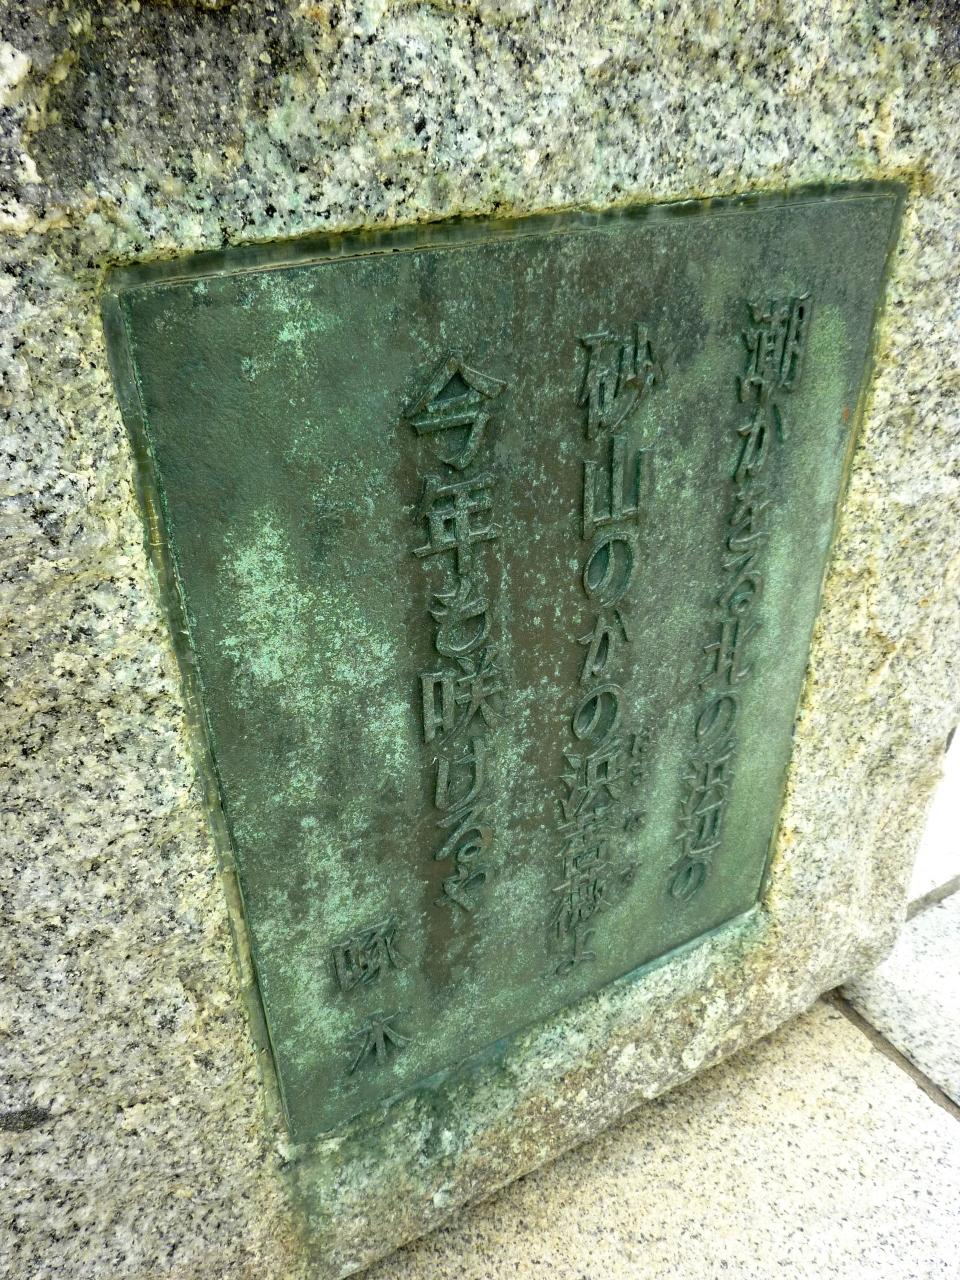 潮かをる北の浜辺の
砂山のかの浜薔薇よ
今年も咲けるや
啄木